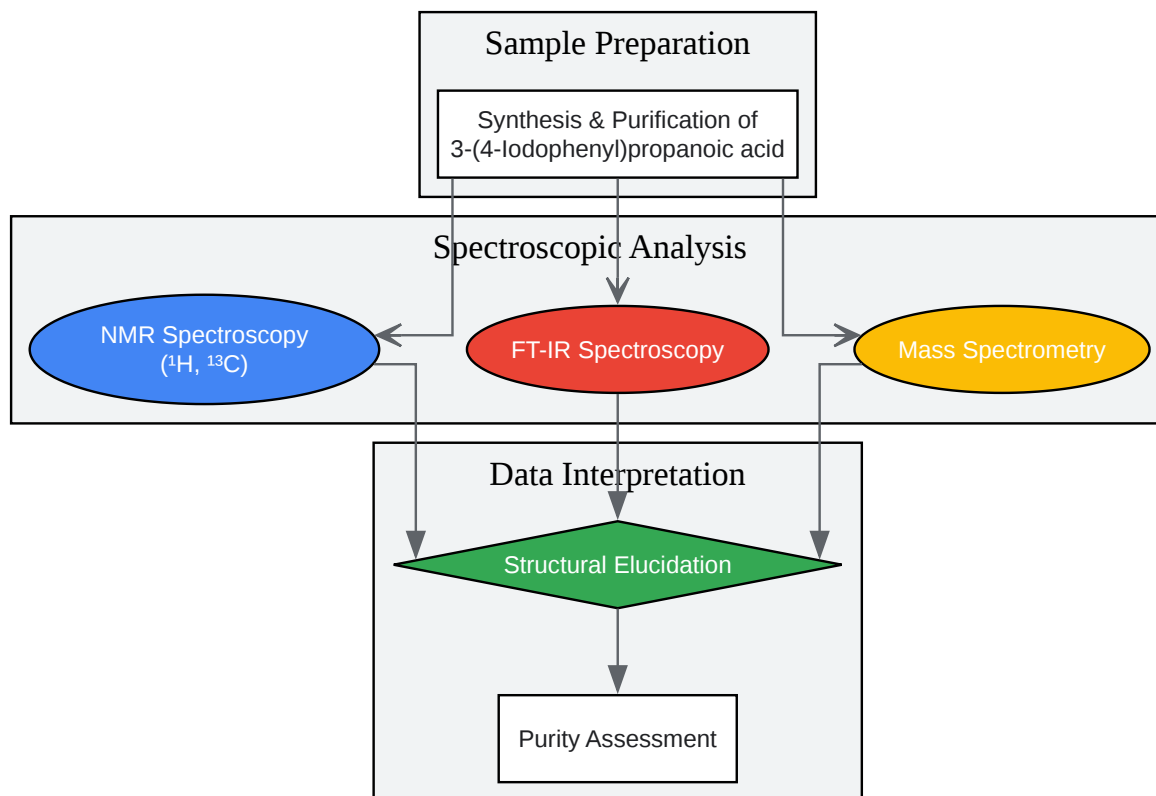 Sample Preparation
Synthesis & Purification of
3-(4-Iodophenyl)propanoic acid
Spectroscopic Analysis
NMR Spectroscopy
(¹H, ¹³C)
FT-IR Spectroscopy
Mass Spectrometry
Data Interpretation
Structural Elucidation
Purity Assessment